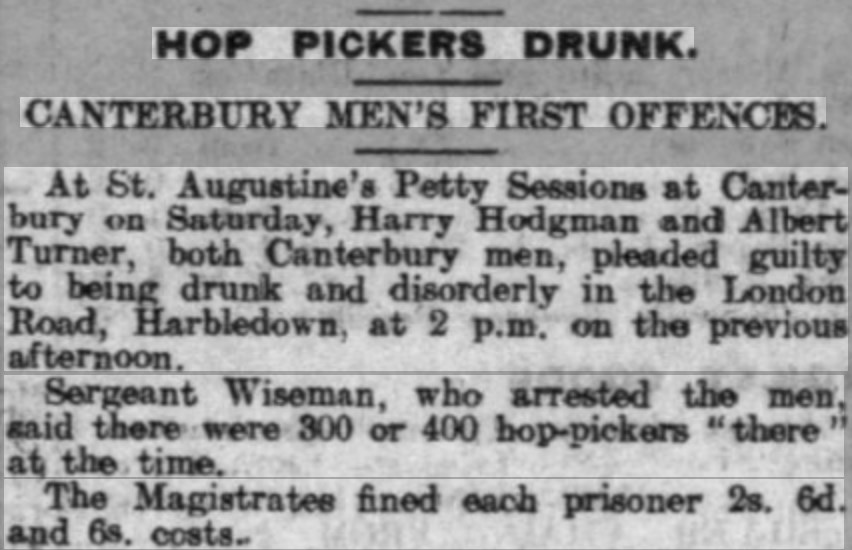 HOP PICKERS DRUNK.
CANTERBURY MEN'S FIRST OFFENCES.
At St. Augustine's Petty Sessions at Canter-
bury on Saturday, Harry Hodgman and Albert
Turner, both Canterbury men, pleaded guilty
to being drunk and disorderly in the London
Road, Harbledown, at 2 p.m. on the previous
afternoon.
Sergeant Wiseman, who arrested the men,
said there were 300 or 400 hop-pickers "there"
at the time.
The Magistrates fined each prisoner 2s. 6d.
and 6s. costs.